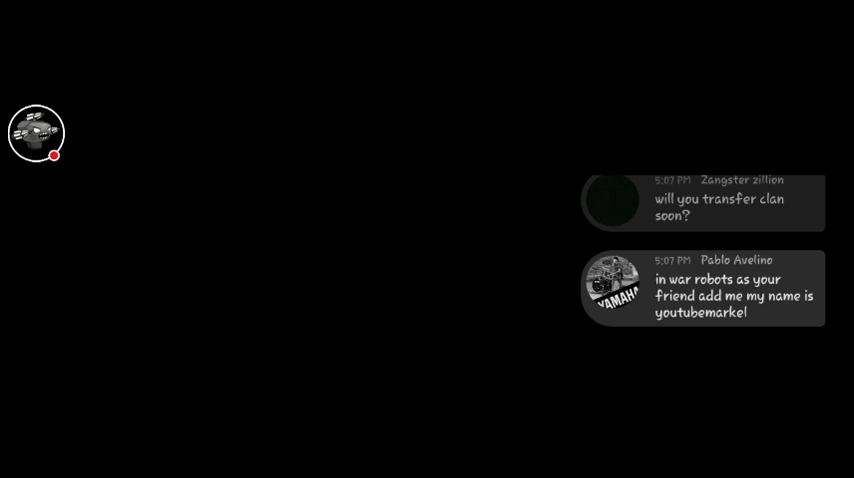 5:07 PM Zangster zillion
will you transfer clan
soon?
5:07 PM Pablo Avelino
in war robots as your
friend add me my name is
youtubemarkel
YAMAHA